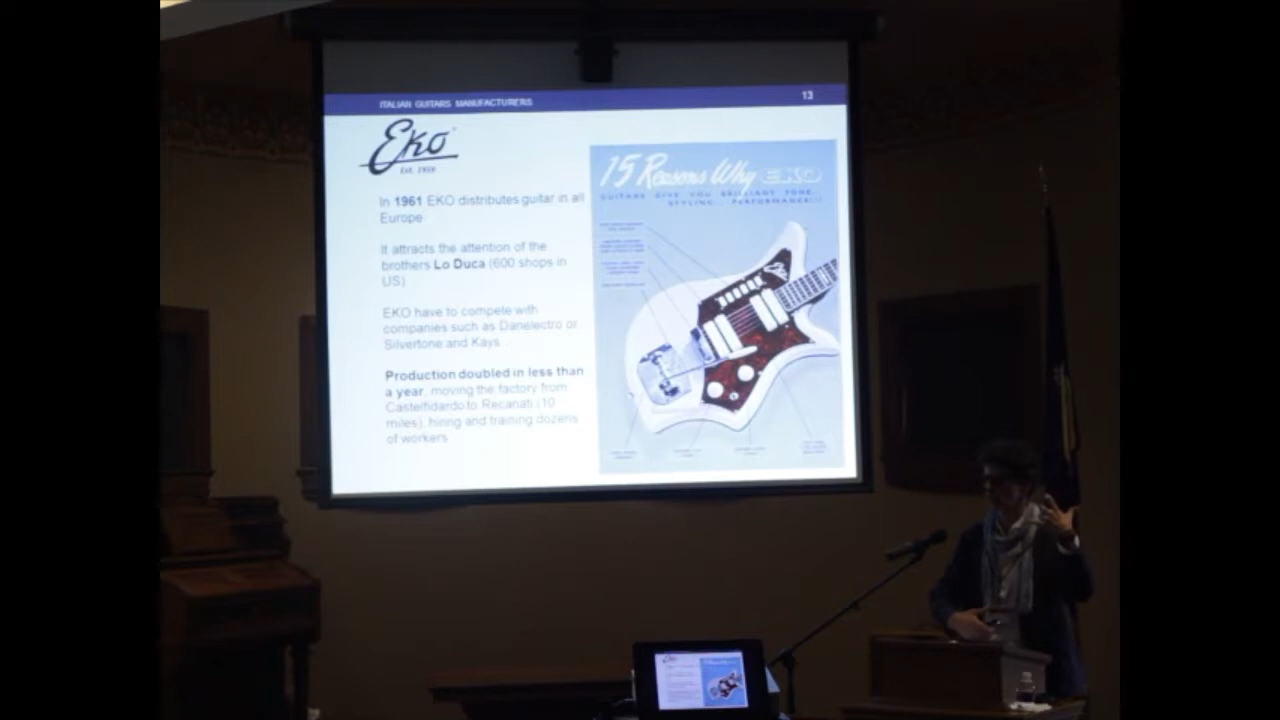 ITALIAN GUITARS MANUFACTURERS
13
Eko
Est. 1959
In 1961 EKO distributes guitar in all
Europe
It attracts the attention of the
brothers Lo Duca (600 shops in
US)
EKO have to compete with
companies such as Danelectro or
Silvertone and Kays
Production doubled in less than
a year, moving the factory from
Castelfidardo to Recanati (10
miles), hiring and training dozens
of workers
15 Reasons Why EKO
GUITARS GIVE YOU BRILLIANT TONE...
STYLING... PERFORMANCE!!!